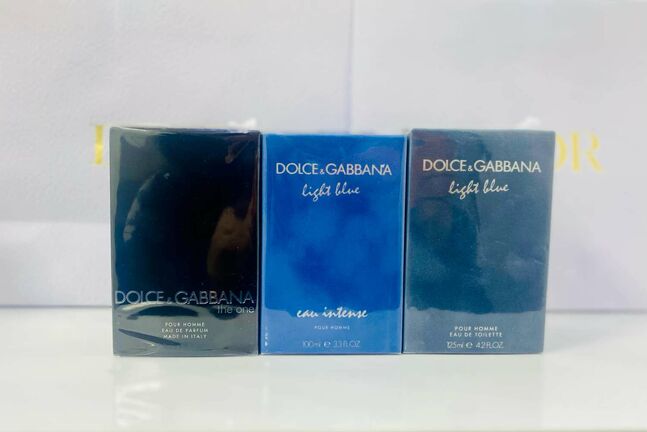 DOLCE & GABBANA
the one
POUR HOMME
EAU DE PARFUM
MADE IN ITALY
DOLCE & GABBANA
light blue
eau intense
POUR HOMME
100ml e 3.3 FL.OZ.
DOLCE & GABBANA
light blue
POUR HOMME
EAU DE TOILETTE
125ml e 4.2 FL.OZ.